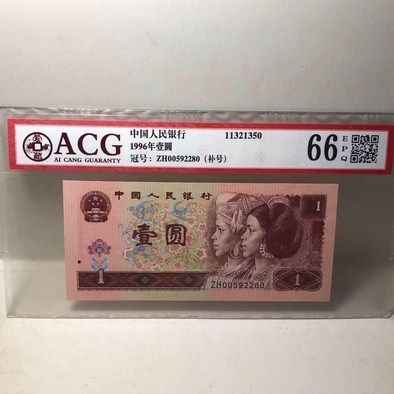 ACG
AI CANG GUARANTY
中国人民银行
11321350
1996年壹圆
冠号：ZH00592280（补号）
66
EPQ
中国人民银行
壹圆
1
1
1
ZH00592280